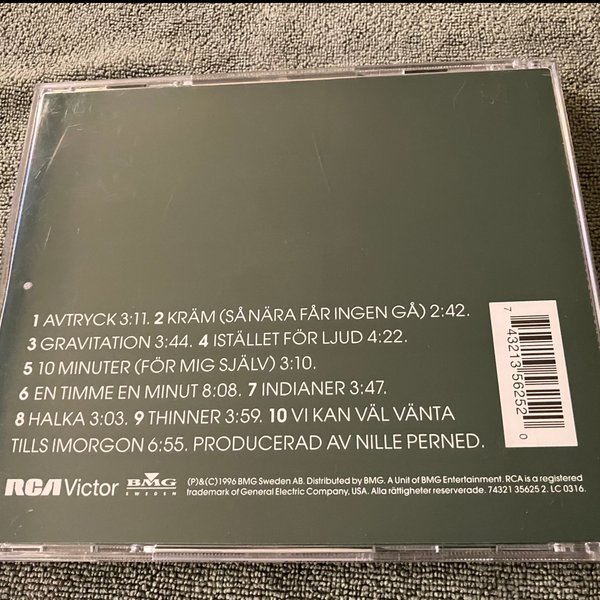 1 AVTRYCK 3:11. 2 KRÄM (SÅ NÄRA FÅR INGEN GÅ) 2:42.
3 GRAVITATION 3:44. 4 ISTÄLLET FÖR LJUD 4:22.
5 10 MINUTER (FÖR MIG SJÄLV) 3:10.
6 EN TIMME EN MINUT 8:08. 7 INDIANER 3:47.
8 HALKA 3:03. 9 THINNER 3:59. 10 VI KAN VÄL VÄNTA
TILLS IMORGON 6:55. PRODUCERAD AV NILLE PERNED.
7 43213 56252 0
RCA Victor
BMG
SWEDEN
(P)&(C)1996 BMG Sweden AB. Distributed by BMG. A Unit of BMG Entertainment. RCA is a registered
trademark of General Electric Company, USA. Alla rättigheter reserverade. 74321 35625 2. LC 0316.